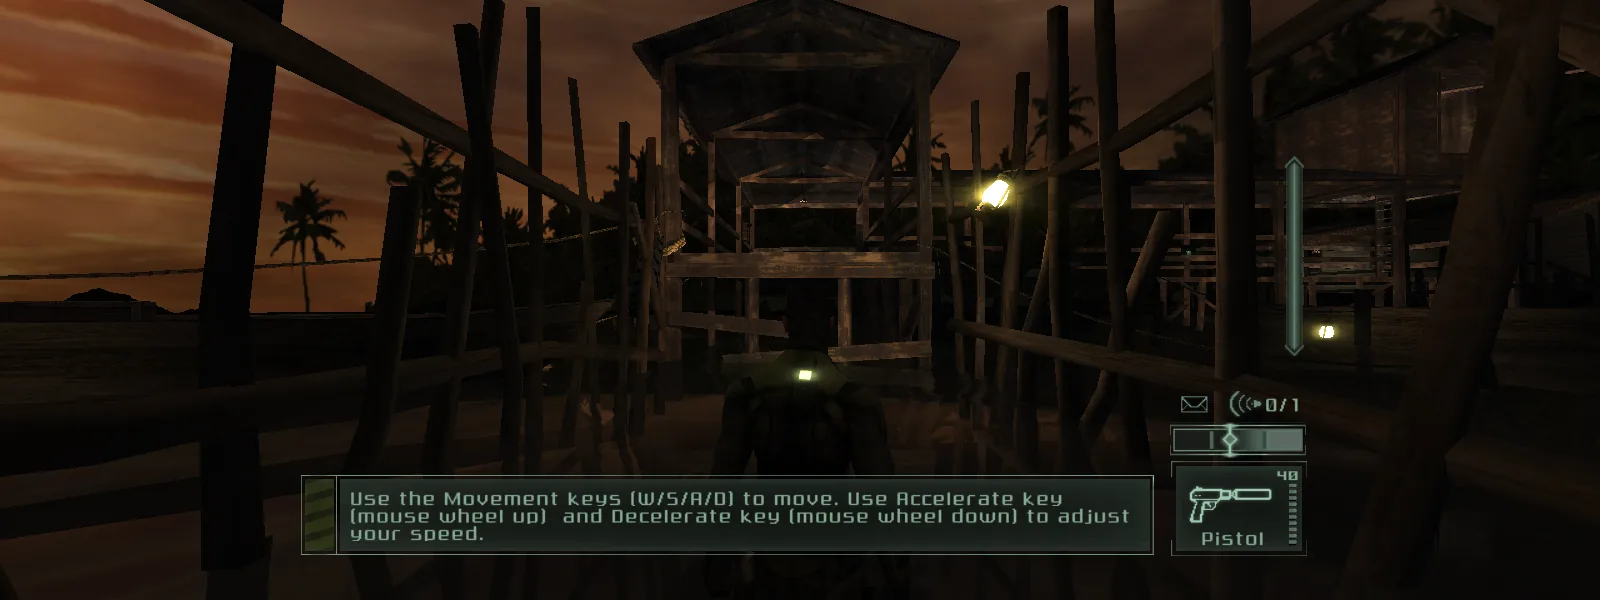 0/1
40
Use the Movement keys (W/S/A/D) to move. Use Accelerate key
(mouse wheel up)  and Decelerate key (mouse wheel down) to adjust
your speed.
Pistol